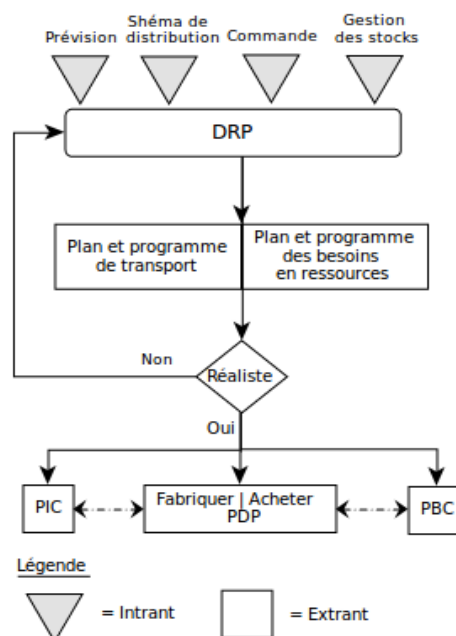 Prévision
Shéma de
distribution
Commande
Gestion
des stocks
DRP
Plan et programme
de transport
Plan et programme
des besoins
en ressources
Non
Réaliste
Oui
PIC
Fabriquer | Acheter
PDP
PBC
Légende
= Intrant
= Extrant